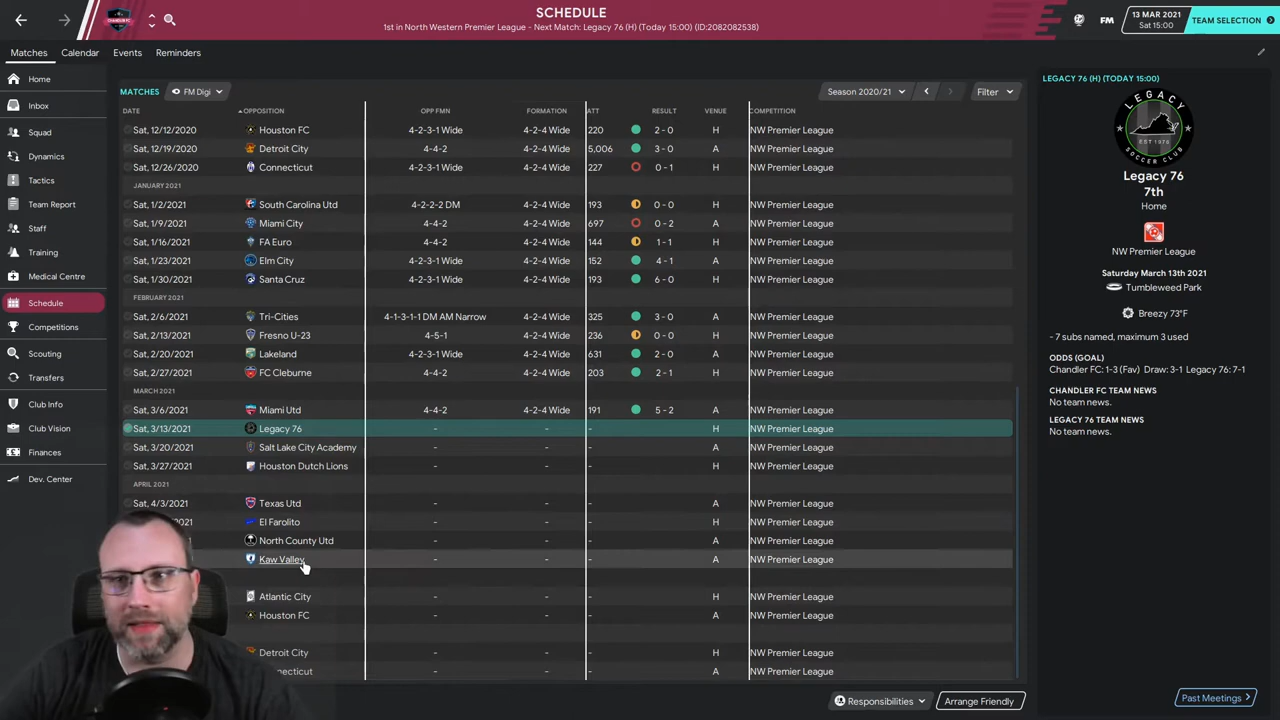 SCHEDULE
1st in North Western Premier League - Next Match: Legacy 76 (H) (Today 15:00) (ID:2082082538)
CHANDLER FC
FM
13 MAR 2021
Sat 15:00
TEAM SELECTION
Matches Calendar Events Reminders
Home
Inbox
Squad
Dynamics
Tactics
Team Report
Staff
Training
Medical Centre
Schedule
Competitions
Scouting
Transfers
Club Info
Club Vision
Finances
Dev. Center
MATCHES FM Digi Season 2020/21 Filter
DATE OPPOSITION OPP FMN FORMATION ATT RESULT VENUE COMPETITION
Sat, 12/12/2020 Houston FC 4-2-3-1 Wide 4-2-4 Wide 220 2 - 0 H NW Premier League
Sat, 12/19/2020 Detroit City 4-4-2 4-2-4 Wide 5,006 3 - 0 A NW Premier League
Sat, 12/26/2020 Connecticut 4-2-3-1 Wide 4-2-4 Wide 227 0 - 1 H NW Premier League
JANUARY 2021
Sat, 1/2/2021 South Carolina Utd 4-2-2-2 DM 4-2-4 Wide 193 0 - 0 H NW Premier League
Sat, 1/9/2021 Miami City 4-4-2 4-2-4 Wide 697 0 - 2 A NW Premier League
Sat, 1/16/2021 FA Euro 4-4-2 4-2-4 Wide 144 1 - 1 H NW Premier League
Sat, 1/23/2021 Elm City 4-2-3-1 Wide 4-2-4 Wide 152 4 - 1 A NW Premier League
Sat, 1/30/2021 Santa Cruz 4-2-3-1 Wide 4-2-4 Wide 193 6 - 0 H NW Premier League
FEBRUARY 2021
Sat, 2/6/2021 Tri-Cities 4-1-3-1-1 DM AM Narrow 4-2-4 Wide 325 3 - 0 A NW Premier League
Sat, 2/13/2021 Fresno U-23 4-5-1 4-2-4 Wide 236 0 - 0 H NW Premier League
Sat, 2/20/2021 Lakeland 4-2-3-1 Wide 4-2-4 Wide 631 2 - 0 A NW Premier League
Sat, 2/27/2021 FC Cleburne 4-4-2 4-2-4 Wide 203 2 - 1 H NW Premier League
MARCH 2021
Sat, 3/6/2021 Miami Utd 4-4-2 4-2-4 Wide 191 5 - 2 A NW Premier League
Sat, 3/13/2021 Legacy 76 - - - H NW Premier League
Sat, 3/20/2021 Salt Lake City Academy - - - A NW Premier League
Sat, 3/27/2021 Houston Dutch Lions - - - H NW Premier League
APRIL 2021
Sat, 4/3/2021 Texas Utd - - - A NW Premier League
2021 El Farolito - - - H NW Premier League
North County Utd - - - A NW Premier League
Kaw Valley - - - A NW Premier League
Atlantic City - - - H NW Premier League
Houston FC - - - A NW Premier League
Detroit City - - - H NW Premier League
necticut - - - A NW Premier League
Responsibilities Arrange Friendly
LEGACY 76 (H) (TODAY 15:00)
LEGACY
EST 1976
SOCCER CLUB
Legacy 76
7th
Home
NW Premier League
Saturday March 13th 2021
Tumbleweed Park
Breezy 73°F
- 7 subs named, maximum 3 used
ODDS (GOAL)
Chandler FC: 1-3 (Fav) Draw: 3-1 Legacy 76: 7-1
CHANDLER FC TEAM NEWS
No team news.
LEGACY 76 TEAM NEWS
No team news.
Past Meetings